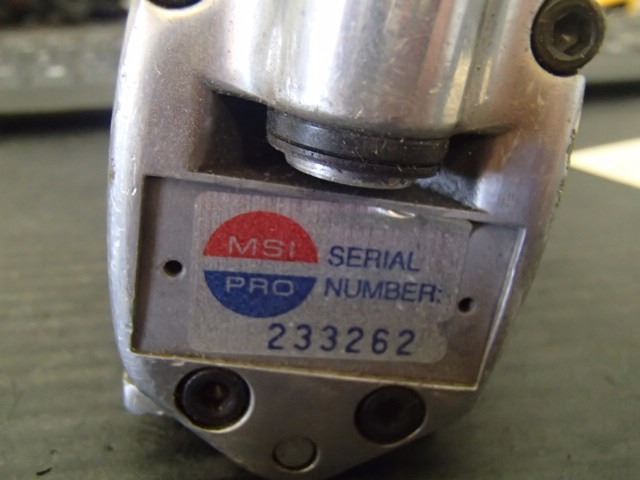 MSI
PRO
SERIAL
NUMBER:
233262